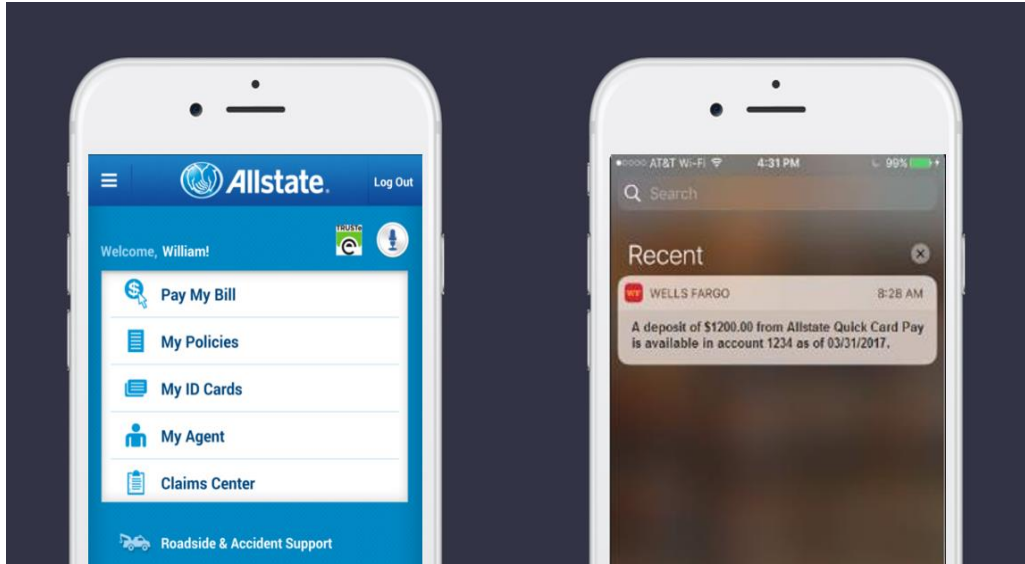 Allstate.
Log Out
TRUSTe
Welcome, William!
Pay My Bill
My Policies
My ID Cards
My Agent
Claims Center
Roadside & Accident Support
AT&T Wi-Fi 4:31 PM 99%
Search
Recent
WF WELLS FARGO 8:28 AM
A deposit of $1200.00 from Allstate Quick Card Pay
is available in account 1234 as of 03/31/2017.